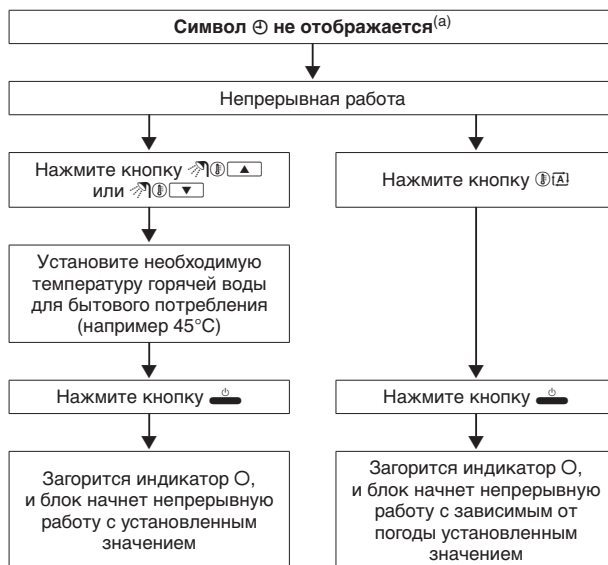 Символ ⏲ не отображается(a)
Непрерывная работа
Нажмите кнопку ▲
или ▼
Установите необходимую
температуру горячей воды
для бытового потребления
(например 45°C)
Нажмите кнопку
Загорится индикатор O,
и блок начнет непрерывную
работу с установленным
значением
Нажмите кнопку A
Нажмите кнопку
Загорится индикатор O,
и блок начнет непрерывную
работу с зависимым от
погоды установленным
значением